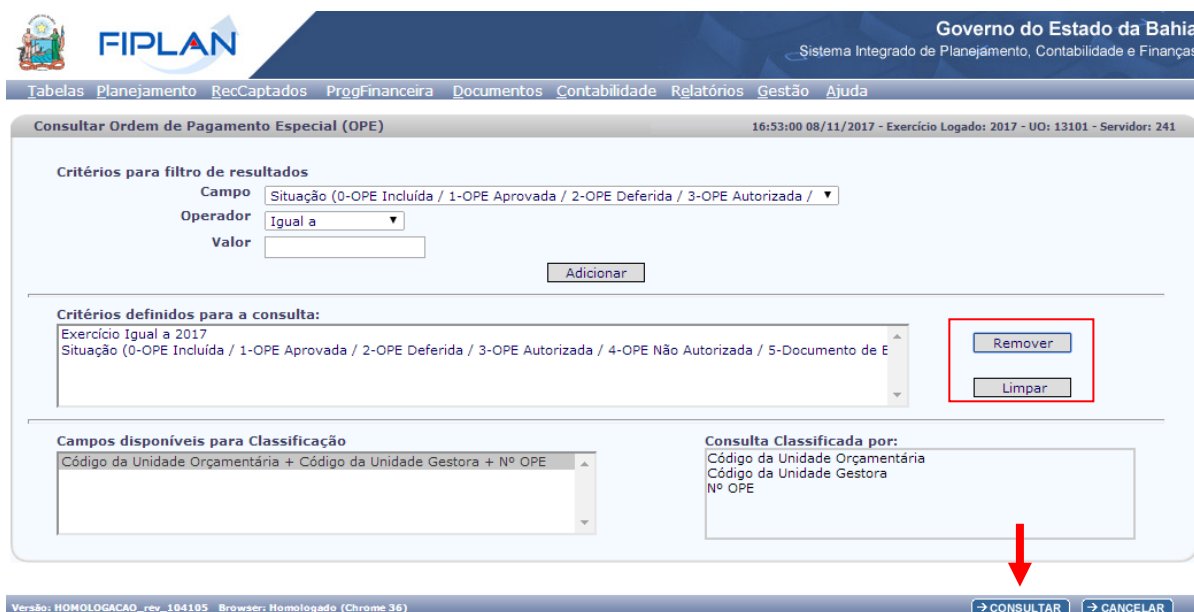 FIPLAN
Governo do Estado da Bahia
Sistema Integrado de Planejamento, Contabilidade e Finanças
Tabelas Planejamento RecCaptados ProgFinanceira Documentos Contabilidade Relatórios Gestão Ajuda
Consultar Ordem de Pagamento Especial (OPE) 16:53:00 08/11/2017 - Exercício Logado: 2017 - UO: 13101 - Servidor: 241
Critérios para filtro de resultados
Campo Situação (0-OPE Incluída / 1-OPE Aprovada / 2-OPE Deferida / 3-OPE Autorizada /
Operador Igual a
Valor
Adicionar
Critérios definidos para a consulta:
Exercício Igual a 2017
Situação (0-OPE Incluída / 1-OPE Aprovada / 2-OPE Deferida / 3-OPE Autorizada / 4-OPE Não Autorizada / 5-Documento de E
Remover
Limpar
Campos disponíveis para Classificação
Código da Unidade Orçamentária + Código da Unidade Gestora + Nº OPE
Consulta Classificada por:
Código da Unidade Orçamentária
Código da Unidade Gestora
Nº OPE
Versão: HOMOLOGACAO_rev_104105 Browser: Homologado (Chrome 36) CONSULTAR CANCELAR